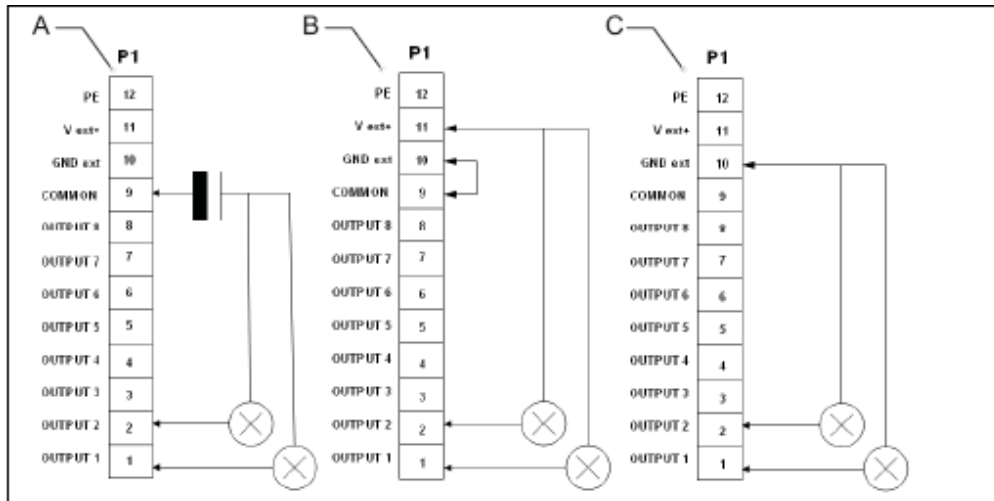 A
P1
PE 12
V ext+ 11
GND ext 10
COMMON 9
OUTPUT 8 8
OUTPUT 7 7
OUTPUT 6 6
OUTPUT 5 5
OUTPUT 4 4
OUTPUT 3 3
OUTPUT 2 2
OUTPUT 1 1
B
P1
PE 12
V ext+ 11
GND ext 10
COMMON 9
OUTPUT 8 8
OUTPUT 7 7
OUTPUT 6 6
OUTPUT 5 5
OUTPUT 4 4
OUTPUT 3 3
OUTPUT 2 2
OUTPUT 1 1
C
P1
PE 12
V ext+ 11
GND ext 10
COMMON 9
OUTPUT 8 8
OUTPUT 7 7
OUTPUT 6 6
OUTPUT 5 5
OUTPUT 4 4
OUTPUT 3 3
OUTPUT 2 2
OUTPUT 1 1